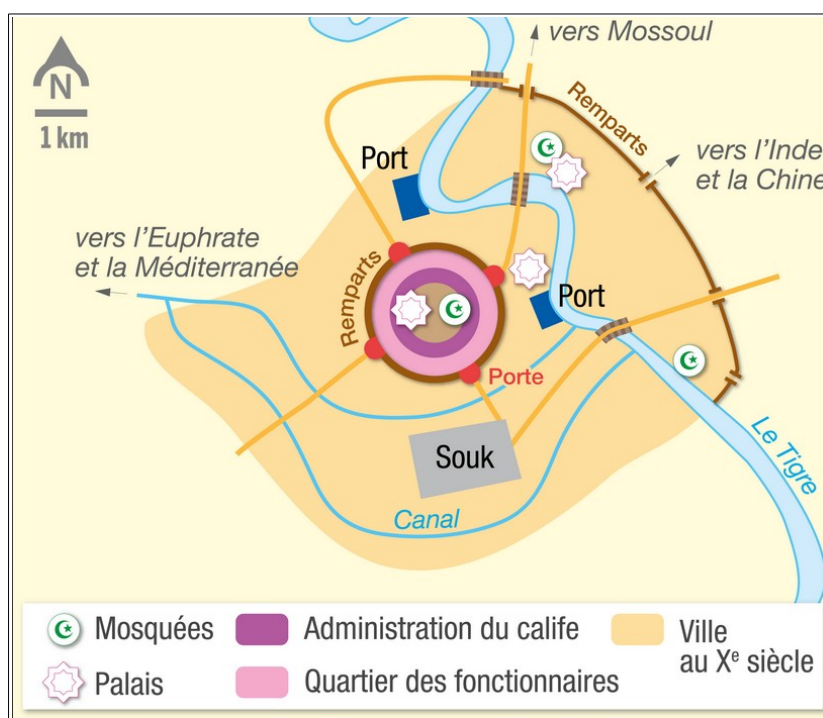 N
1 km
vers Mossoul
Remparts
vers l'Inde
et la Chine
Port
vers l'Euphrate
et la Méditerranée
Remparts
Port
Porte
Souk
Le Tigre
Canal
Mosquées
Administration du calife
Ville
au Xe siècle
Palais
Quartier des fonctionnaires